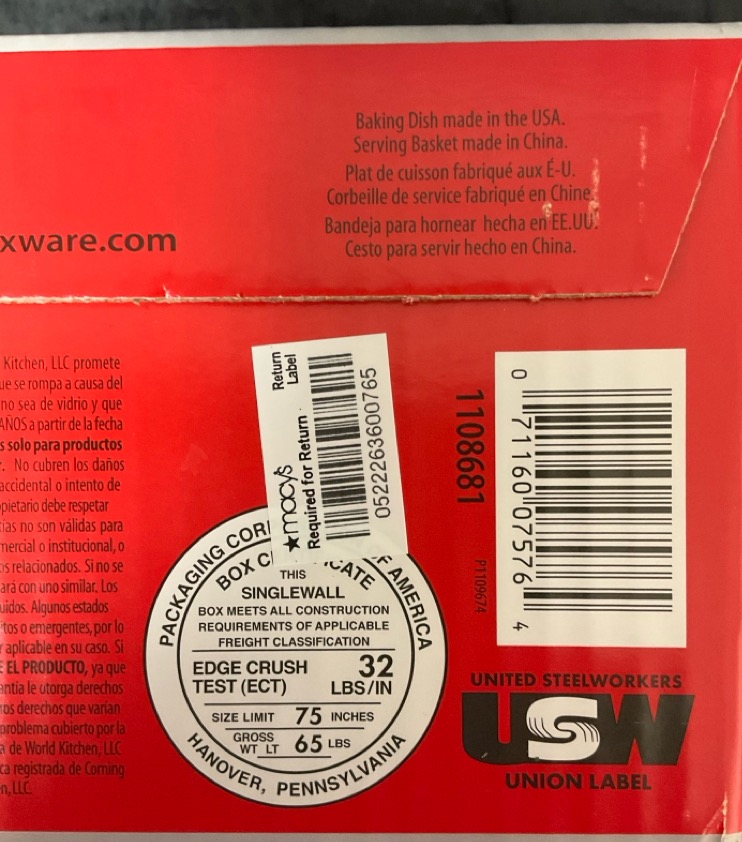 Baking Dish made in the USA.
Serving Basket made in China.
Plat de cuisson fabriqué aux É-U.
Corbeille de service fabriqué en Chine.
Bandeja para hornear hecha en EE.UU.
Cesto para servir hecho en China.
xware.com
Kitchen, LLC promete
ue se rompa a causa del
no sea de vidrio y que
AÑOS a partir de la fecha
s solo para productos
. No cubren los daños
accidental o intento de
pietario debe respetar
ías no son válidas para
mercial o institucional, o
os relacionados. Si no se
ará con uno similar. Los
uidos. Algunos estados
itos o emergentes, por lo
r aplicable en su caso. Si
E EL PRODUCTO, ya que
antía le utorga derechos
ros derechos que varían
problema cubierto por la
a de World Kitchen, LLC
ca registrada de Corning
n, LLC.
Return
Label
★macy's
Required for Return
0522263600765
PACKAGING COR F AMERICA
BOX C CATE
THIS
SINGLEWALL
BOX MEETS ALL CONSTRUCTION
REQUIREMENTS OF APPLICABLE
FREIGHT CLASSIFICATION
EDGE CRUSH
TEST (ECT)
32
LBS/IN
SIZE LIMIT 75 INCHES
GROSS
WT LT 65 LBS
HANOVER, PENNSYLVANIA
1108681
P1109674
0 71160 07576 4
UNITED STEELWORKERS
USW
UNION LABEL